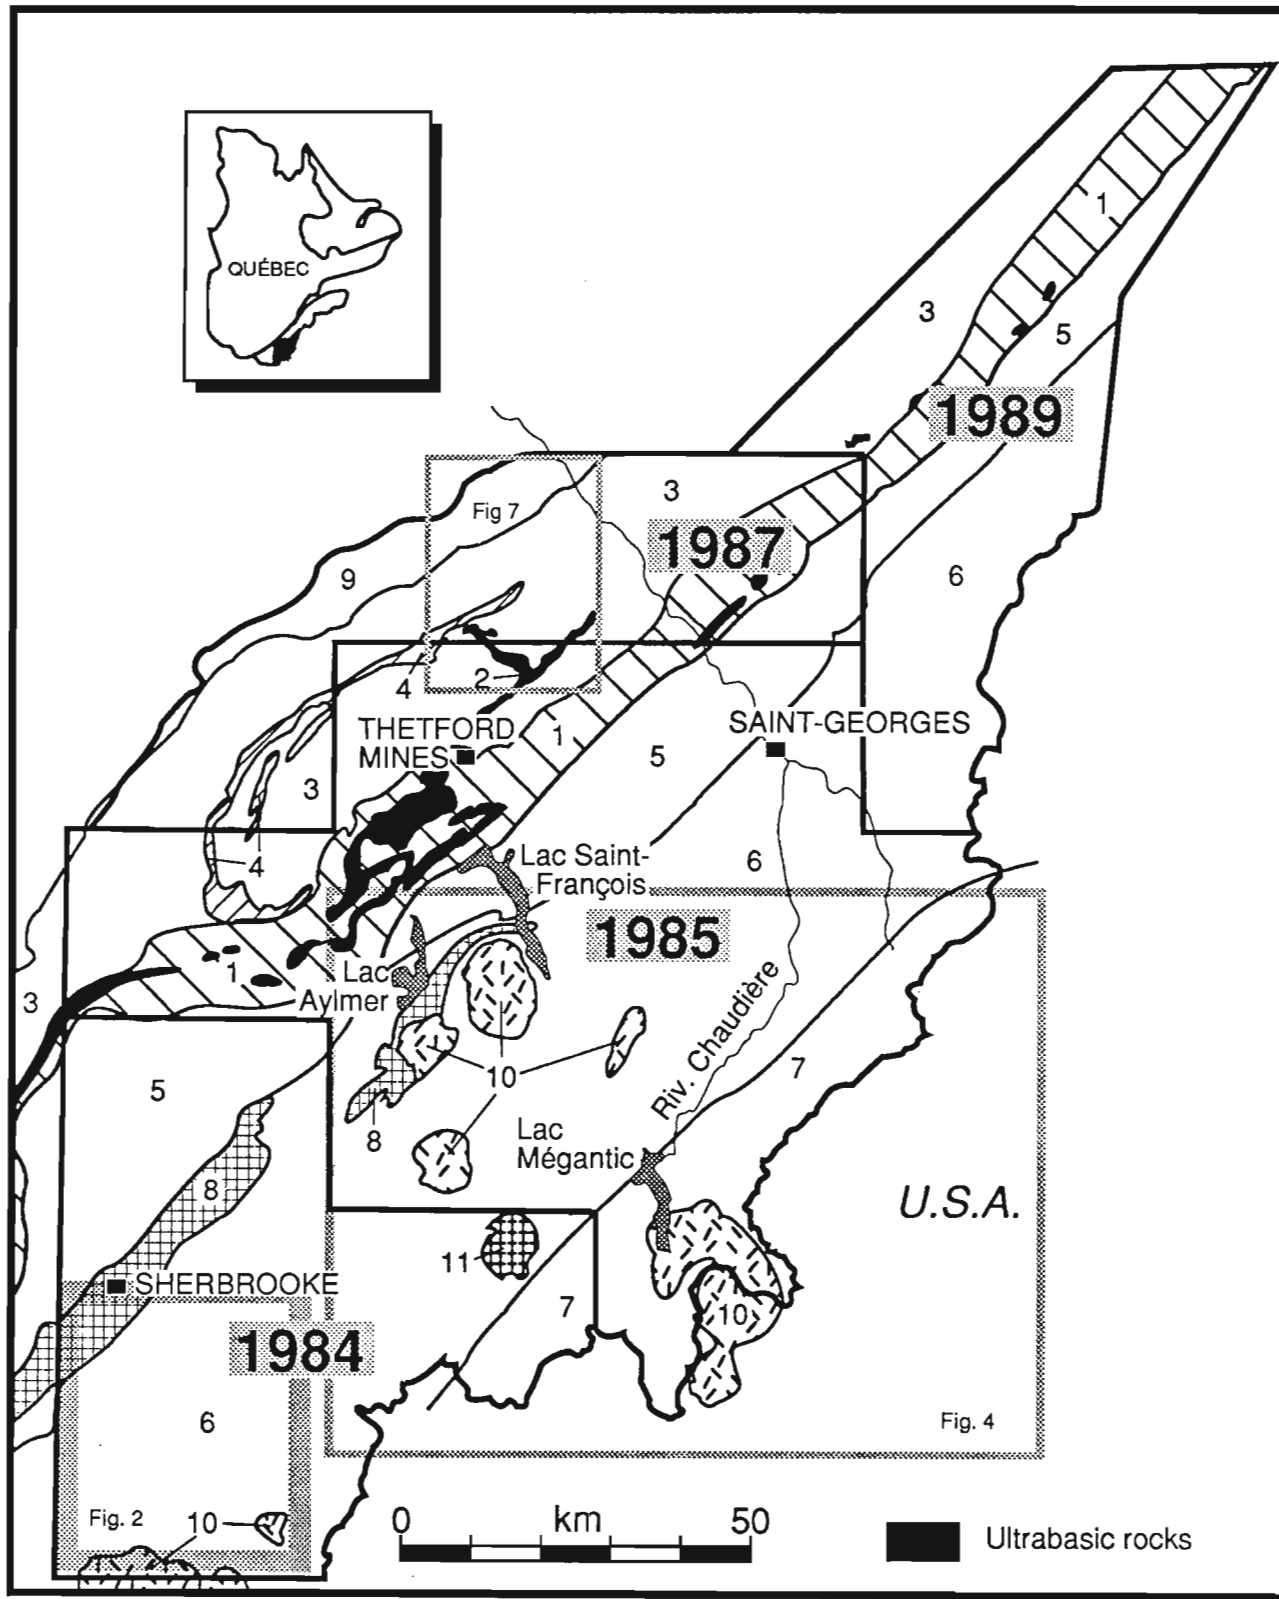 QUÉBEC
1
3
5
1989
3
Fig 7
1987
9
6
4
2
THETFORD
MINES
1
SAINT-GEORGES
5
3
4
Lac Saint-
François
6
1985
1
Lac
Aylmer
3
Riv. Chaudière
5
10
7
8
Lac
Mégantic
8
U.S.A.
11
SHERBROOKE
7
10
1984
6
Fig. 4
Fig. 2
10
0
km
50
Ultrabasic rocks